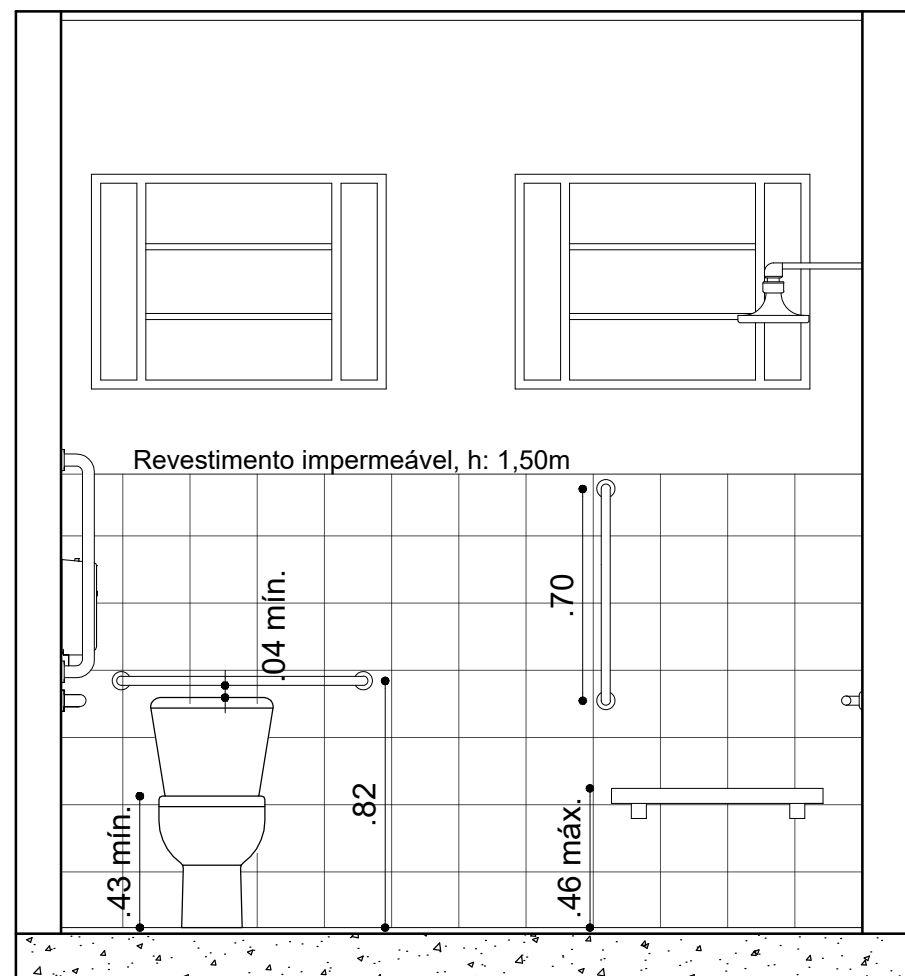 Revestimento impermeável, h: 1,50m
.04 mín.
.70
.82
.43 mín.
.46 máx.